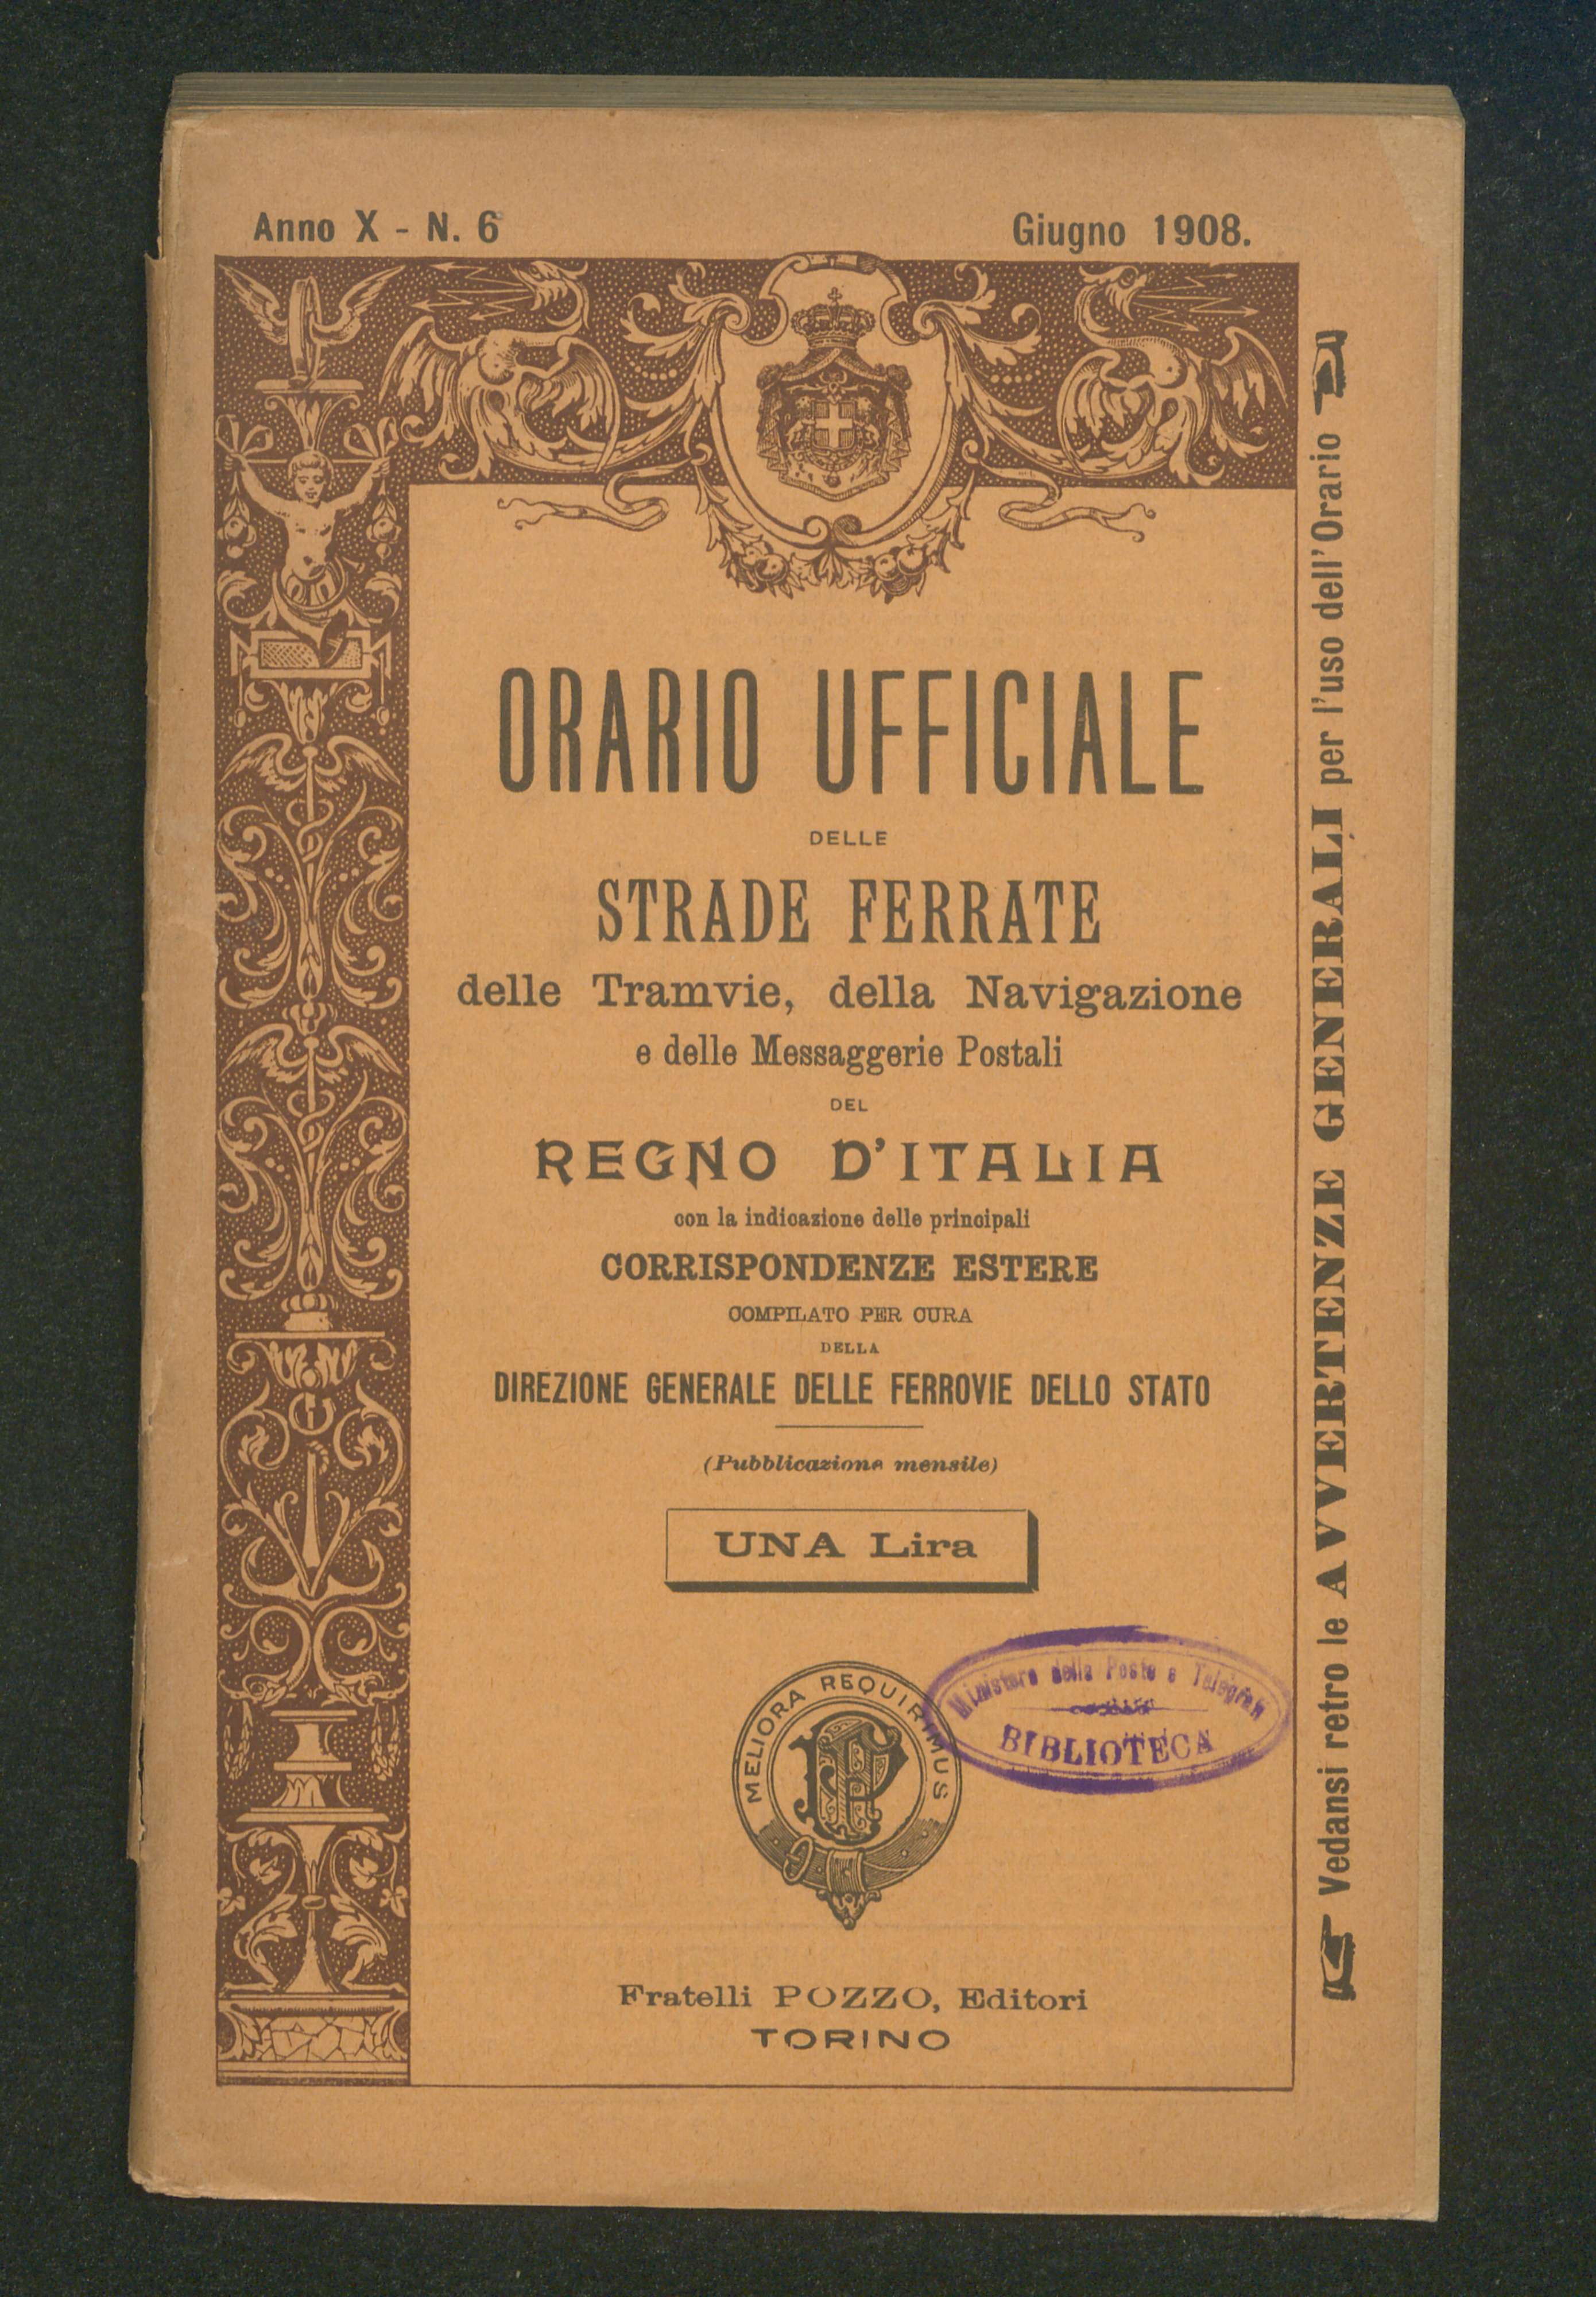 Anno X - N. 6
Giugno 1908.
ORARIO UFFICIALE
DELLE
STRADE FERRATE
delle Tramvie, della Navigazione
e delle Messaggerie Postali
DEL
REGNO D'ITALIA
con la indicazione delle principali
CORRISPONDENZE ESTERE
COMPILATO PER CURA
DELLA
DIREZIONE GENERALE DELLE FERROVIE DELLO STATO
(Pubblicazione mensile)
UNA Lira
MELIORA REQUIRIMUS
FP
Ministero delle Poste e Telegrafi
BIBLIOTECA
Fratelli POZZO, Editori
TORINO
Vedansi retro le AVVERTENZE GENERALI per l'uso dell'Orario